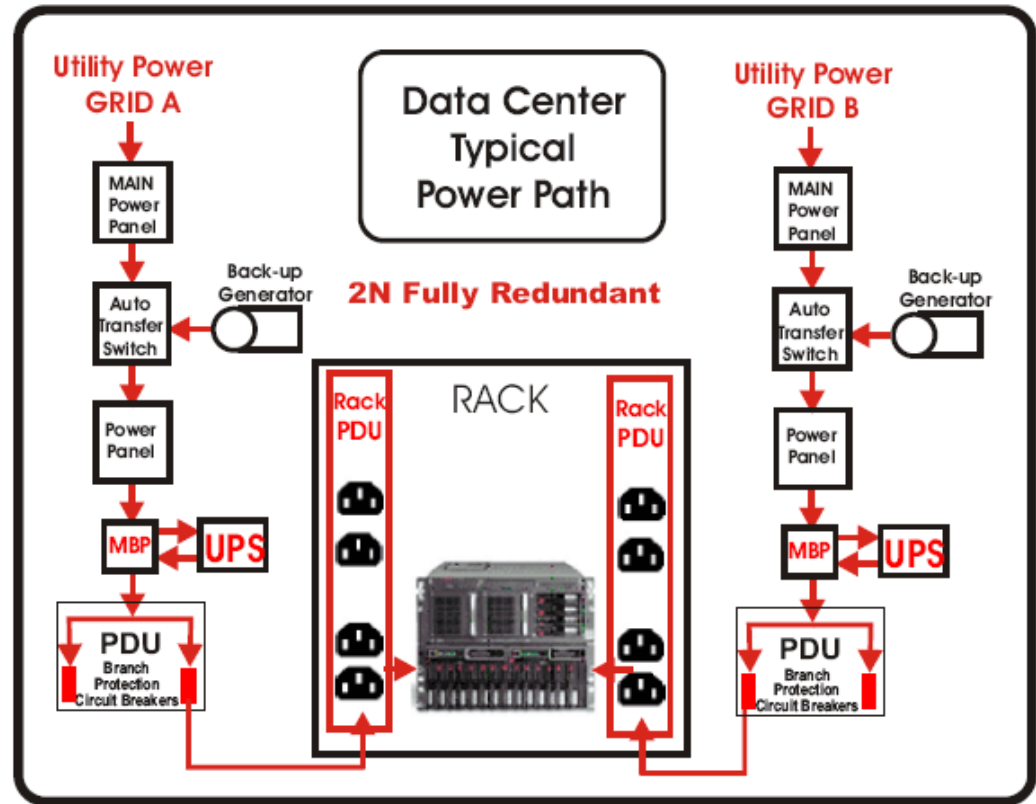 Utility Power
GRID A
MAIN
Power
Panel
Auto
Transfer
Switch
Back-up
Generator
Power
Panel
MBP
UPS
PDU
Branch
Protection
Circuit Breakers
Data Center
Typical
Power Path
2N Fully Redundant
RACK
Rack
PDU
Rack
PDU
Utility Power
GRID B
MAIN
Power
Panel
Auto
Transfer
Switch
Back-up
Generator
Power
Panel
MBP
UPS
PDU
Branch
Protection
Circuit Breakers